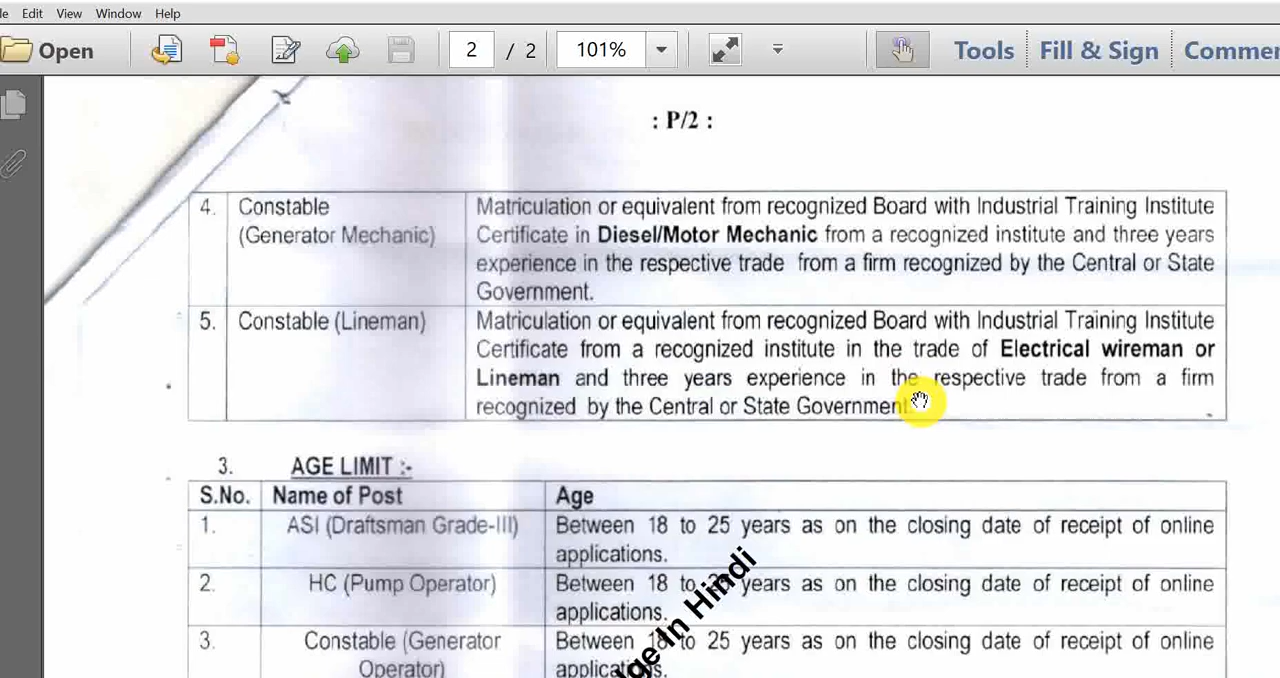 le Edit View Window Help
Open 2 / 2 101% Tools Fill & Sign Commer
: P/2 :
4. Constable Matriculation or equivalent from recognized Board with Industrial Training Institute
(Generator Mechanic) Certificate in Diesel/Motor Mechanic from a recognized institute and three years
experience in the respective trade from a firm recognized by the Central or State
Government.
5. Constable (Lineman) Matriculation or equivalent from recognized Board with Industrial Training Institute
Certificate from a recognized institute in the trade of Electrical wireman or
Lineman and three years experience in the respective trade from a firm
recognized by the Central or State Government
3. AGE LIMIT :-
S.No. Name of Post Age
1. ASI (Draftsman Grade-III) Between 18 to 25 years as on the closing date of receipt of online
applications.
2. HC (Pump Operator) Between 18 to years as on the closing date of receipt of online
applications.
3. Constable (Generator Between 18 to 25 years as on the closing date of receipt of online
Operator) applications.
dge In Hindi